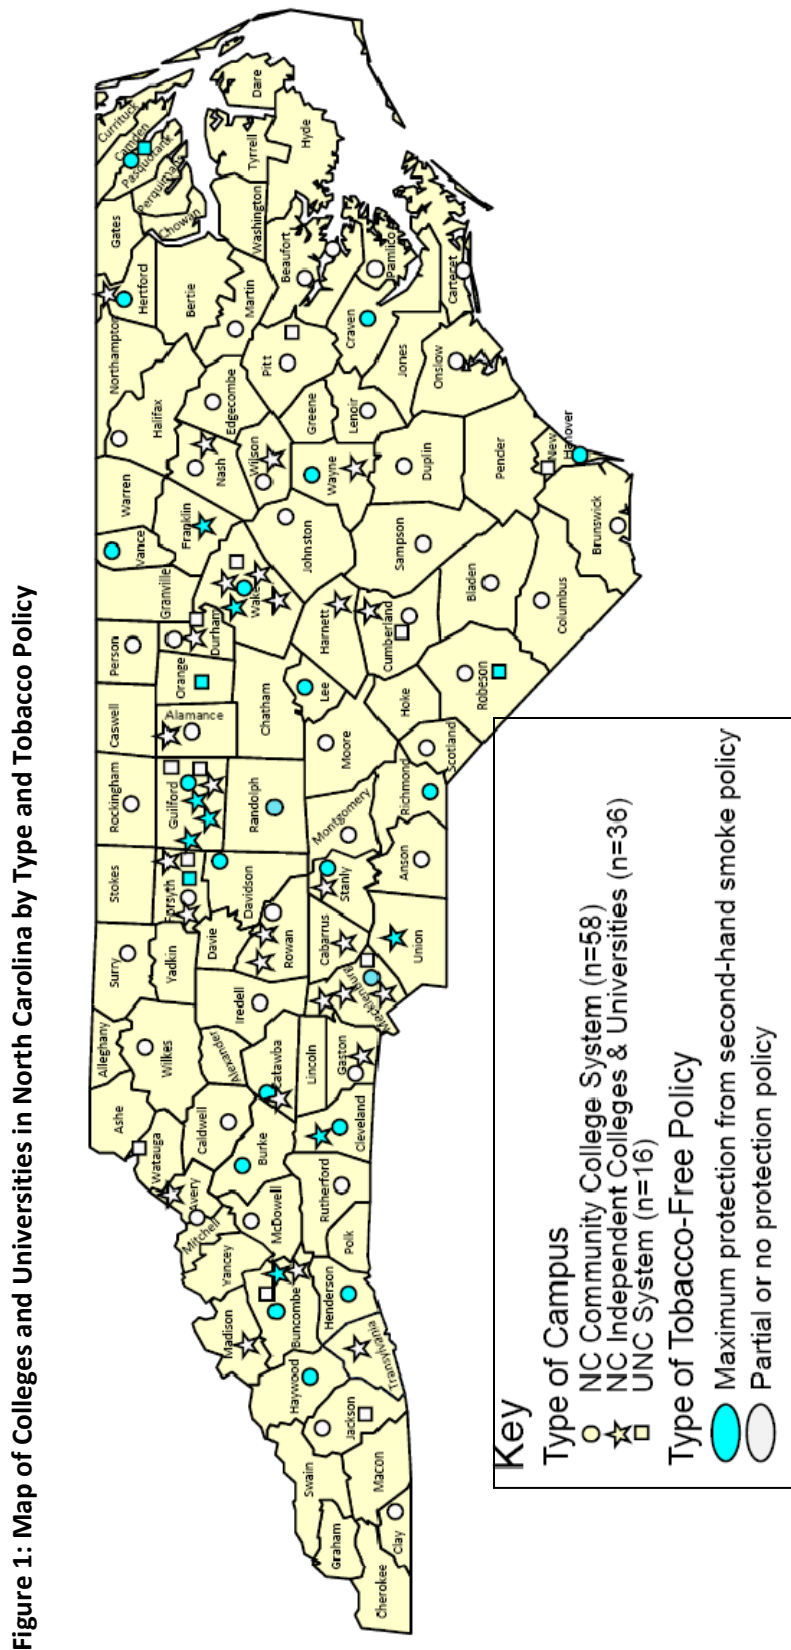 Figure 1: Map of Colleges and Universities in North Carolina by Type and Tobacco Policy
Cherokee
Graham
Clay
Swain
Macon
Jackson
Haywood
Transylvania
Madison
Buncombe
Henderson
Yancey
Mitchell
Avery
McDowell
Polk
Rutherford
Watauga
Ashe
Caldwell
Burke
Cleveland
Alleghany
Wilkes
Alexander
Catawba
Lincoln
Gaston
Surry
Yadkin
Iredell
Davie
Rowan
Mecklenburg
Cabarrus
Stokes
Forsyth
Davidson
Stanly
Union
Anson
Rockingham
Guilford
Randolph
Montgomery
Richmond
Caswell
Alamance
Chatham
Moore
Scotland
Hoke
Person
Orange
Durham
Lee
Robeson
Granville
Wake
Harnett
Cumberland
Vance
Franklin
Johnston
Sampson
Bladen
Columbus
Brunswick
Warren
Nash
Wilson
Wayne
Duplin
Pender
New
Hanover
Halifax
Edgecombe
Greene
Lenoir
Jones
Onslow
Northampton
Pitt
Craven
Hertford
Bertie
Martin
Beaufort
Pamlico
Carteret
Gates
Chowan
Perquimans
Pasquotank
Camden
Currituck
Washington
Tyrrell
Hyde
Dare
Key
Type of Campus
NC Community College System (n=58)
NC Independent Colleges & Universities (n=36)
UNC System (n=16)
Type of Tobacco-Free Policy
Maximum protection from second-hand smoke policy
Partial or no protection policy